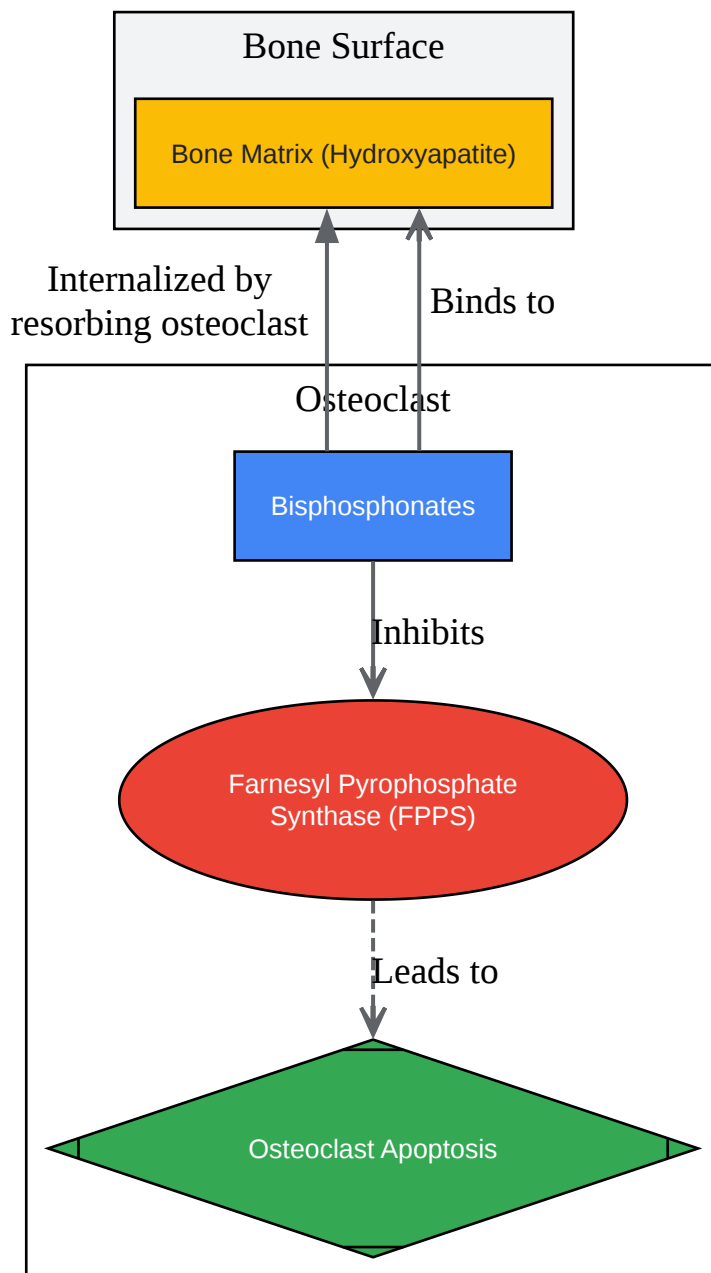 Bone Surface
Bone Matrix (Hydroxyapatite)
Internalized by
resorbing osteoclast
Binds to
Osteoclast
Bisphosphonates
Inhibits
Farnesyl Pyrophosphate
Synthase (FPPS)
Leads to
Osteoclast Apoptosis